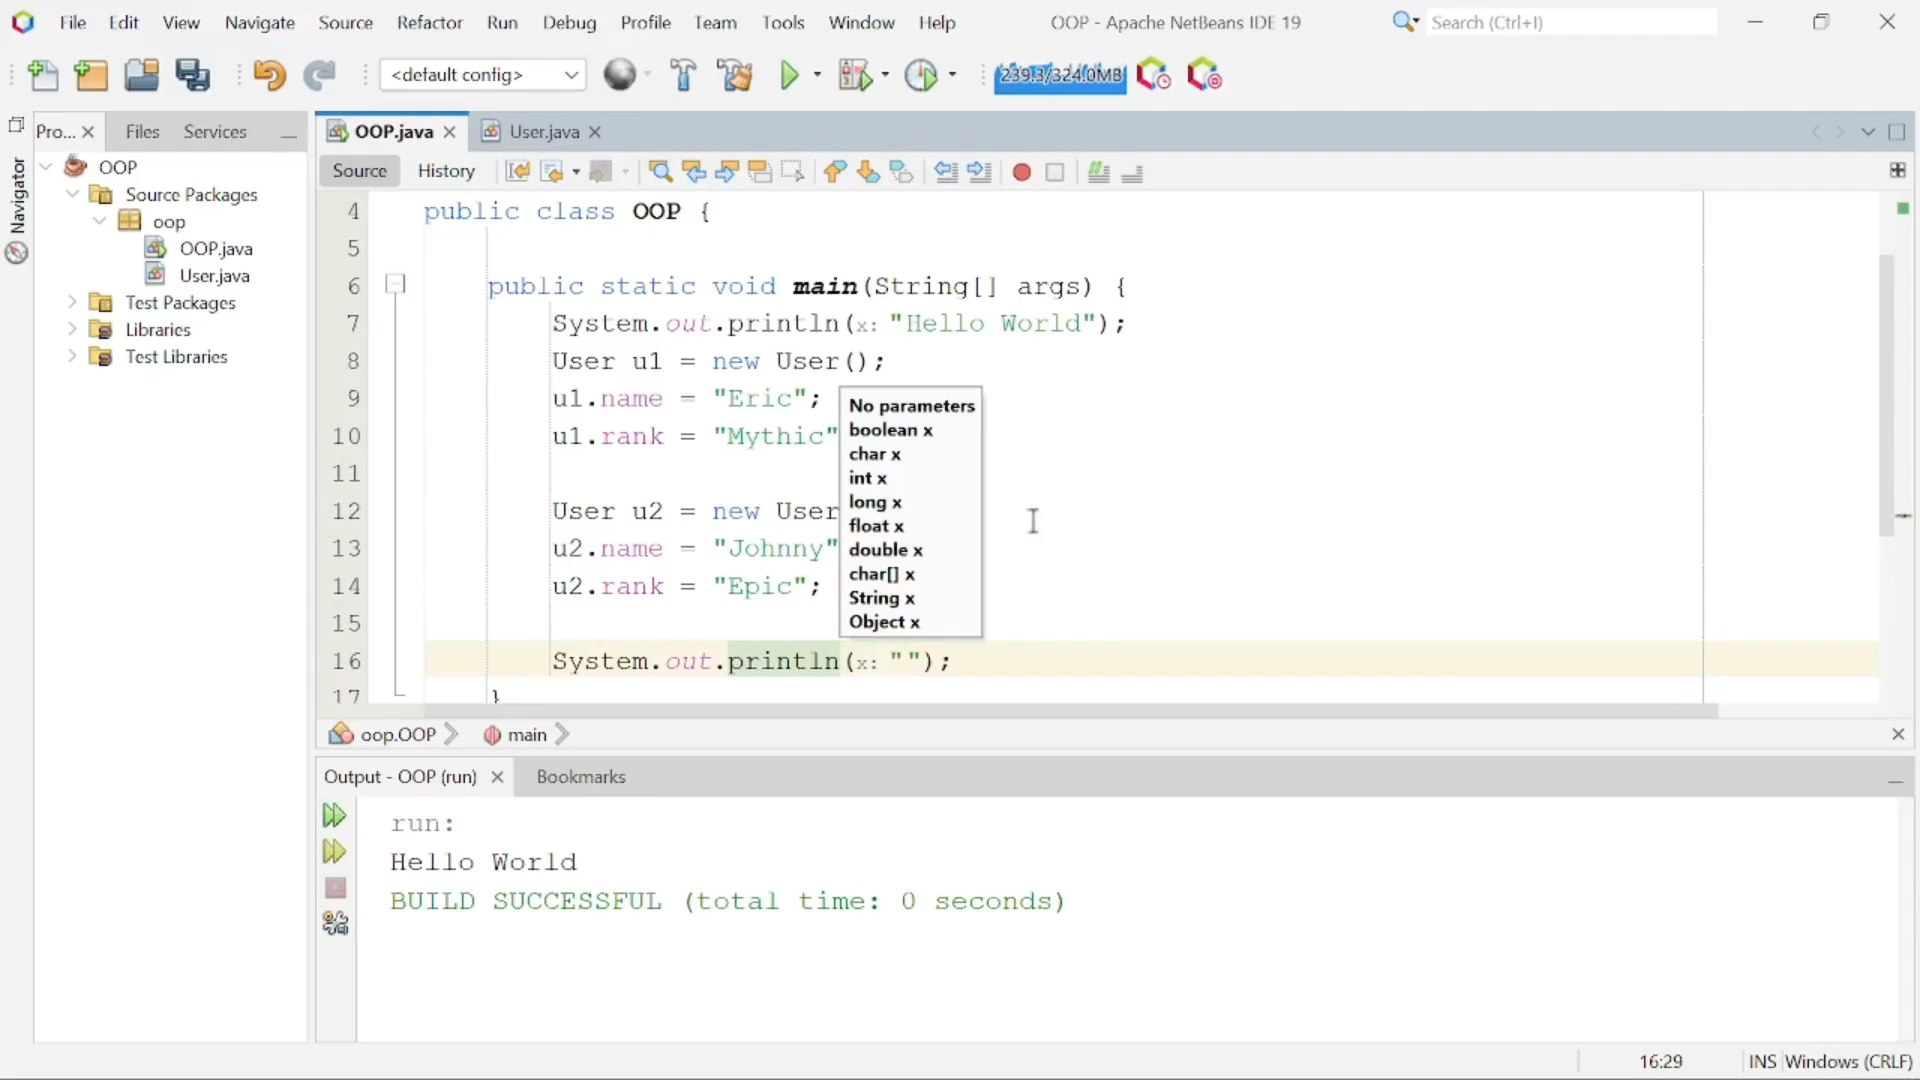 File Edit View Navigate Source Refactor Run Debug Profile Team Tools Window Help OOP - Apache NetBeans IDE 19 Search (Ctrl+I)
<default config> 239.3/324.0MB
Pro... Files Services OOP.java User.java
Navigator
OOP
Source Packages
oop
OOP.java
User.java
Test Packages
Libraries
Test Libraries
Source History
4 public class OOP {
5
6 public static void main(String[] args) {
7 System.out.println(x: "Hello World");
8 User u1 = new User();
9 u1.name = "Eric";
10 u1.rank = "Mythic"
11
12 User u2 = new User
13 u2.name = "Johnny"
14 u2.rank = "Epic";
15
16 System.out.println(x: "");
17 }
No parameters
boolean x
char x
int x
long x
float x
double x
char[] x
String x
Object x
oop.OOP main
Output - OOP (run) Bookmarks
run:
Hello World
BUILD SUCCESSFUL (total time: 0 seconds)
16:29 INS Windows (CRLF)